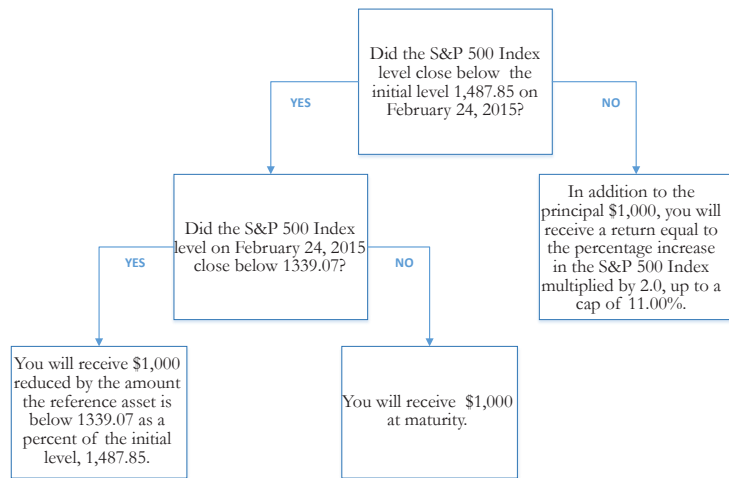 Did the S&P 500 Index
level close below the
initial level 1,487.85 on
February 24, 2015?
YES
NO
Did the S&P 500 Index
level on February 24, 2015
close below 1339.07?
In addition to the
principal $1,000, you will
receive a return equal to
the percentage increase
in the S&P 500 Index
multiplied by 2.0, up to a
cap of 11.00%.
YES
NO
You will receive $1,000
reduced by the amount
the reference asset is
below 1339.07 as a
percent of the initial
level, 1,487.85.
You will receive $1,000
at maturity.